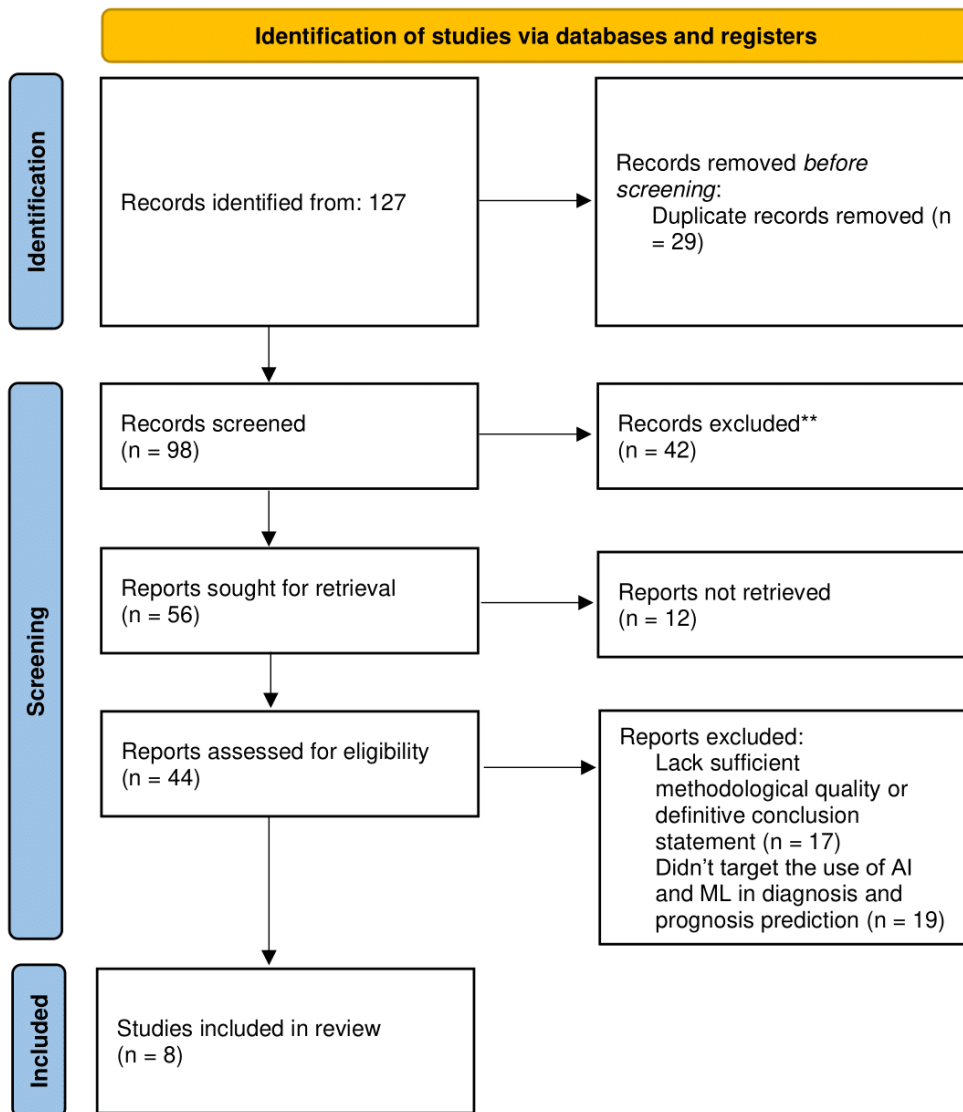 Identification of studies via databases and registers
Identification
Records identified from: 127
Records removed before
screening:
Duplicate records removed (n
= 29)
Screening
Records screened
(n = 98)
Records excluded**
(n = 42)
Reports sought for retrieval
(n = 56)
Reports not retrieved
(n = 12)
Reports assessed for eligibility
(n = 44)
Reports excluded:
Lack sufficient
methodological quality or
definitive conclusion
statement (n = 17)
Didn’t target the use of AI
and ML in diagnosis and
prognosis prediction (n = 19)
Included
Studies included in review
(n = 8)